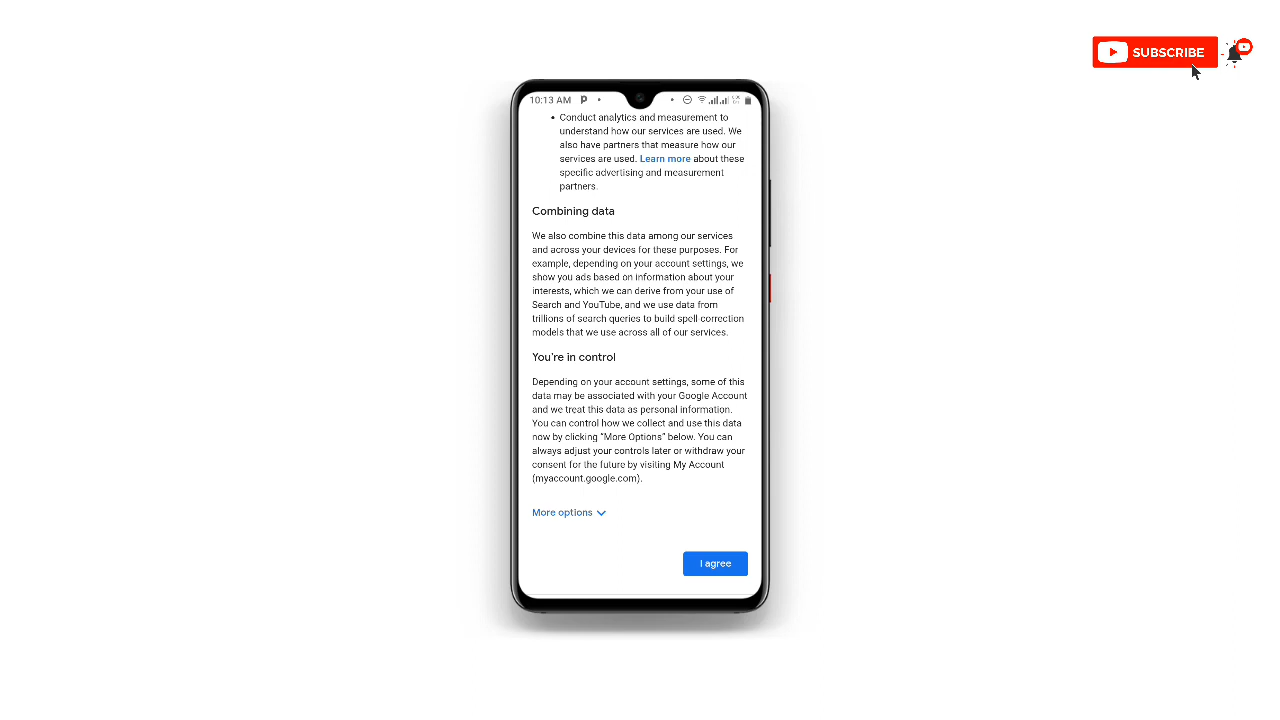 SUBSCRIBE
10:13 AM
Conduct analytics and measurement to
understand how our services are used. We
also have partners that measure how our
services are used. Learn more about these
specific advertising and measurement
partners.
Combining data
We also combine this data among our services
and across your devices for these purposes. For
example, depending on your account settings, we
show you ads based on information about your
interests, which we can derive from your use of
Search and YouTube, and we use data from
trillions of search queries to build spell-correction
models that we use across all of our services.
You're in control
Depending on your account settings, some of this
data may be associated with your Google Account
and we treat this data as personal information.
You can control how we collect and use this data
now by clicking “More Options” below. You can
always adjust your controls later or withdraw your
consent for the future by visiting My Account
(myaccount.google.com).
More options
I agree